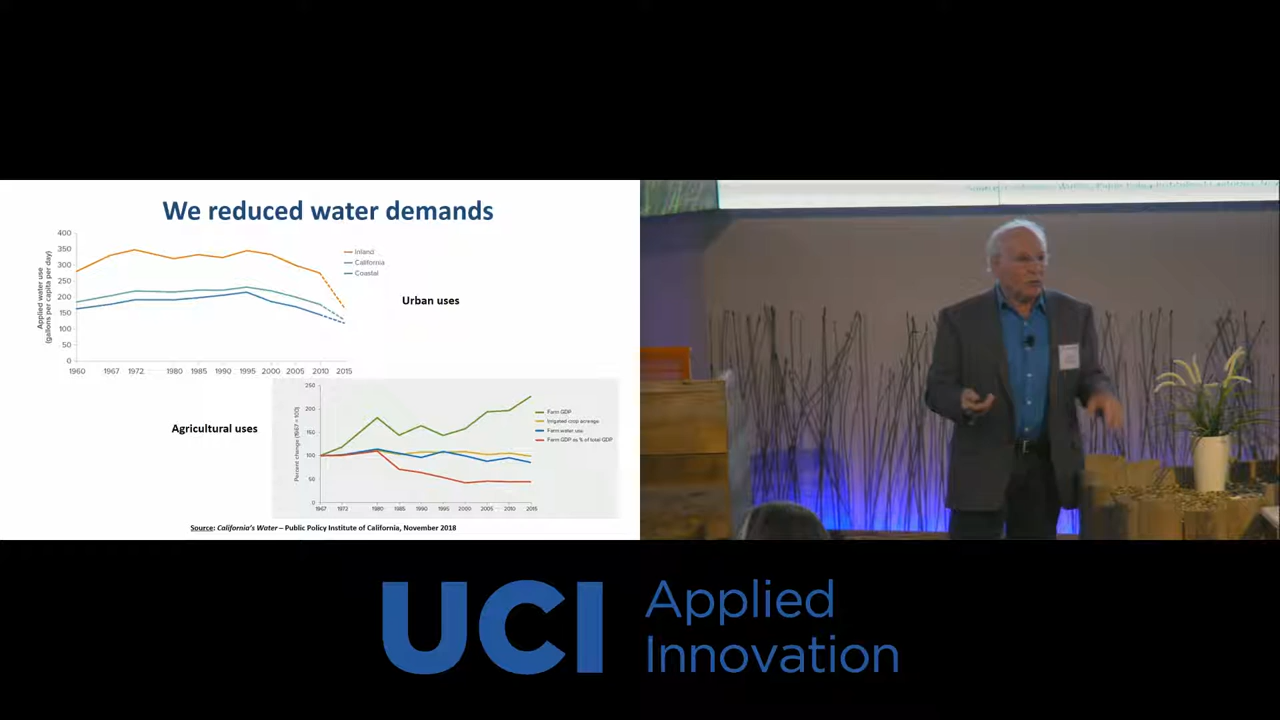 We reduced water demands
400
350
300
250
200
150
100
50
0
Applied water use
(gallons per capita per day)
Inland
California
Coastal
1960 1967 1972 1980 1985 1990 1995 2000 2005 2010 2015
Urban uses
Agricultural uses
250
200
150
100
50
0
Percent change (1967 = 100)
Farm GDP
Irrigated crop acreage
Farm water use
Farm GDP as % of total GDP
1967 1972 1980 1985 1990 1995 2000 2005 2010 2015
Source: California's Water – Public Policy Institute of California, November 2018
UCI Applied
Innovation